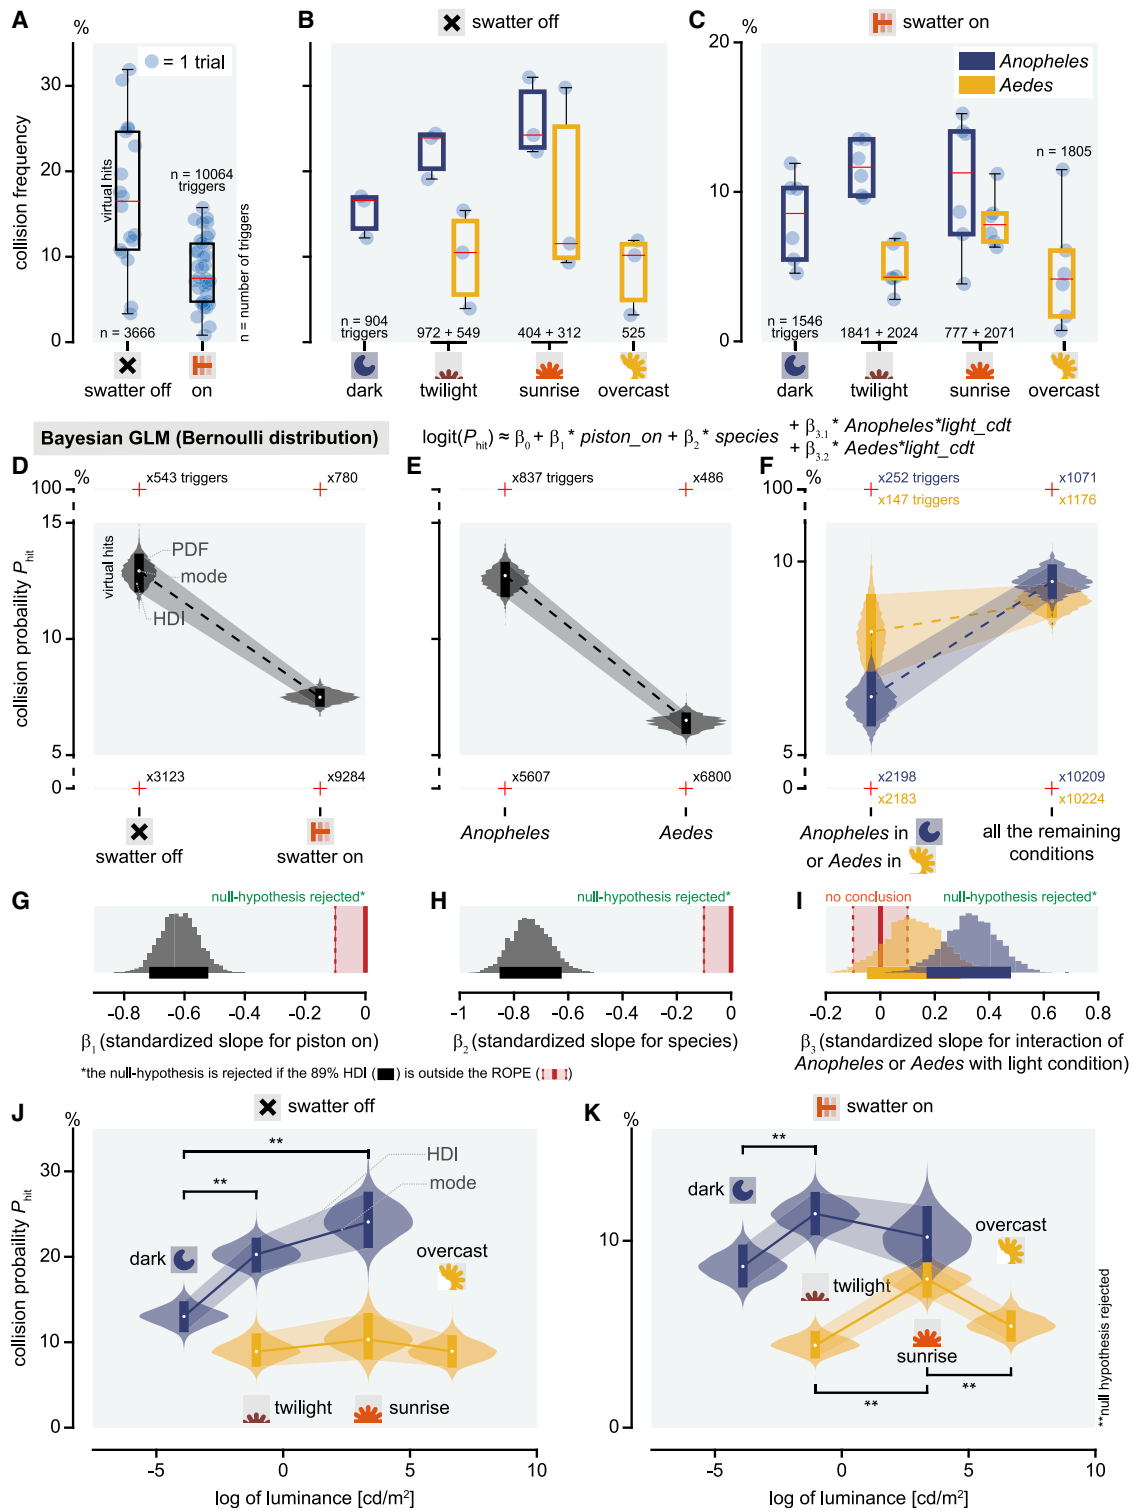 A
%
collision frequency
30
20
10
0
= 1 trial
virtual hits
n = 10064
triggers
n = 3666
n = number of triggers
swatter off
on
B
swatter off
n = 904
triggers
972 + 549
404 + 312
525
dark
twilight
sunrise
overcast
C
swatter on
%
20
10
0
Anopheles
Aedes
n = 1805
n = 1546
triggers
1841 + 2024
777 + 2071
dark
twilight
sunrise
overcast
Bayesian GLM (Bernoulli distribution)
logit(P_hit) ≈ β_0 + β_1* piston_on + β_2* species + β_3.1* Anopheles*light_cdt
+ β_3.2* Aedes*light_cdt
D
%
100
15
10
5
0
collision probaility P_hit
x543 triggers
x780
virtual hits
PDF
mode
HDI
x3123
x9284
swatter off
swatter on
E
x837 triggers
x486
x5607
x6800
Anopheles
Aedes
F
%
100
10
5
0
x252 triggers
x147 triggers
x1071
x1176
x2198
x2183
x10209
x10224
Anopheles in
or Aedes in
all the remaining
conditions
G
null-hypothesis rejected*
-1 -0.8 -0.6 -0.4 -0.2 0
β_1 (standardized slope for piston on)
H
null-hypothesis rejected*
-1 -0.8 -0.6 -0.4 -0.2 0
β_2 (standardized slope for species)
I
no conclusion
null-hypothesis rejected*
-0.2 0 0.2 0.4 0.6 0.8
β_3 (standardized slope for interaction of
Anopheles or Aedes with light condition)
*the null-hypothesis is rejected if the 89% HDI ( ) is outside the ROPE ( )
J
swatter off
%
30
20
10
0
collision probaility P_hit
**
**
HDI
mode
dark
overcast
twilight
sunrise
-5 0 5 10
log of luminance [cd/m²]
K
swatter on
%
10
0
**
dark
overcast
twilight
sunrise
**
**
**null hypothesis rejected
-5 0 5 10
log of luminance [cd/m²]